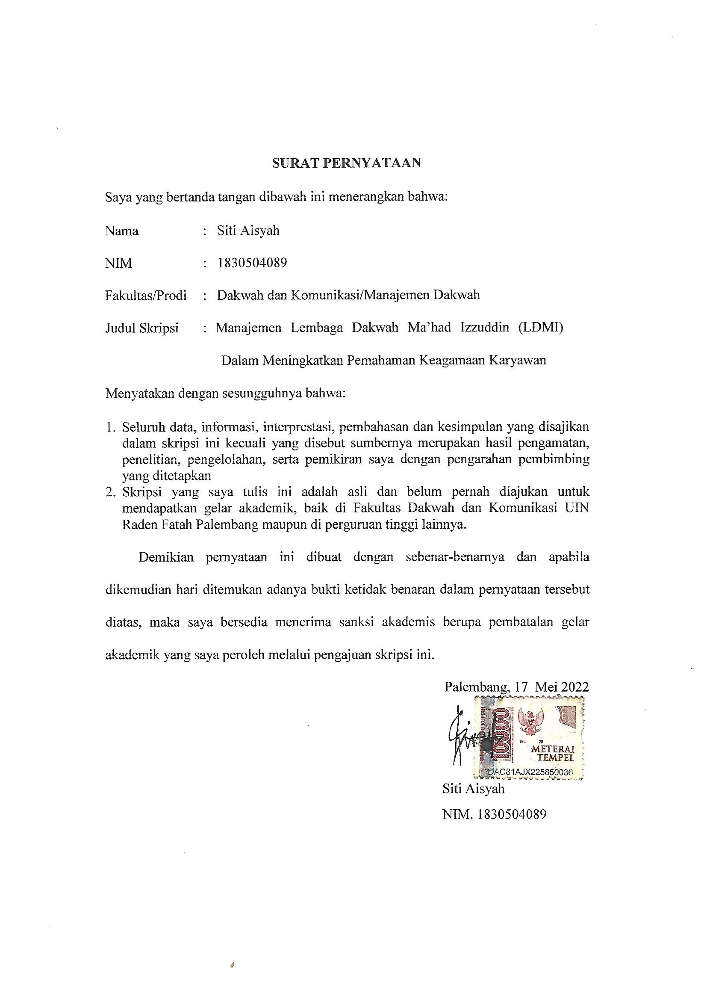 SURAT PERNYATAAN
Saya yang bertanda tangan dibawah ini menerangkan bahwa:
Nama : Siti Aisyah
NIM : 1830504089
Fakultas/Prodi : Dakwah dan Komunikasi/Manajemen Dakwah
Judul Skripsi : Manajemen Lembaga Dakwah Ma'had Izzuddin (LDMI)
Dalam Meningkatkan Pemahaman Keagamaan Karyawan
Menyatakan dengan sesungguhnya bahwa:
1. Seluruh data, informasi, interprestasi, pembahasan dan kesimpulan yang disajikan
dalam skripsi ini kecuali yang disebut sumbernya merupakan hasil pengamatan,
penelitian, pengelolahan, serta pemikiran saya dengan pengarahan pembimbing
yang ditetapkan
2. Skripsi yang saya tulis ini adalah asli dan belum pernah diajukan untuk
mendapatkan gelar akademik, baik di Fakultas Dakwah dan Komunikasi UIN
Raden Fatah Palembang maupun di perguruan tinggi lainnya.
Demikian pernyataan ini dibuat dengan sebenar-benarnya dan apabila
dikemudian hari ditemukan adanya bukti ketidak benaran dalam pernyataan tersebut
diatas, maka saya bersedia menerima sanksi akademis berupa pembatalan gelar
akademik yang saya peroleh melalui pengajuan skripsi ini.
Palembang, 17 Mei 2022
10000
TGL. 20
METERAI
TEMPEL
DAC81AJX225850036
Siti Aisyah
NIM. 1830504089